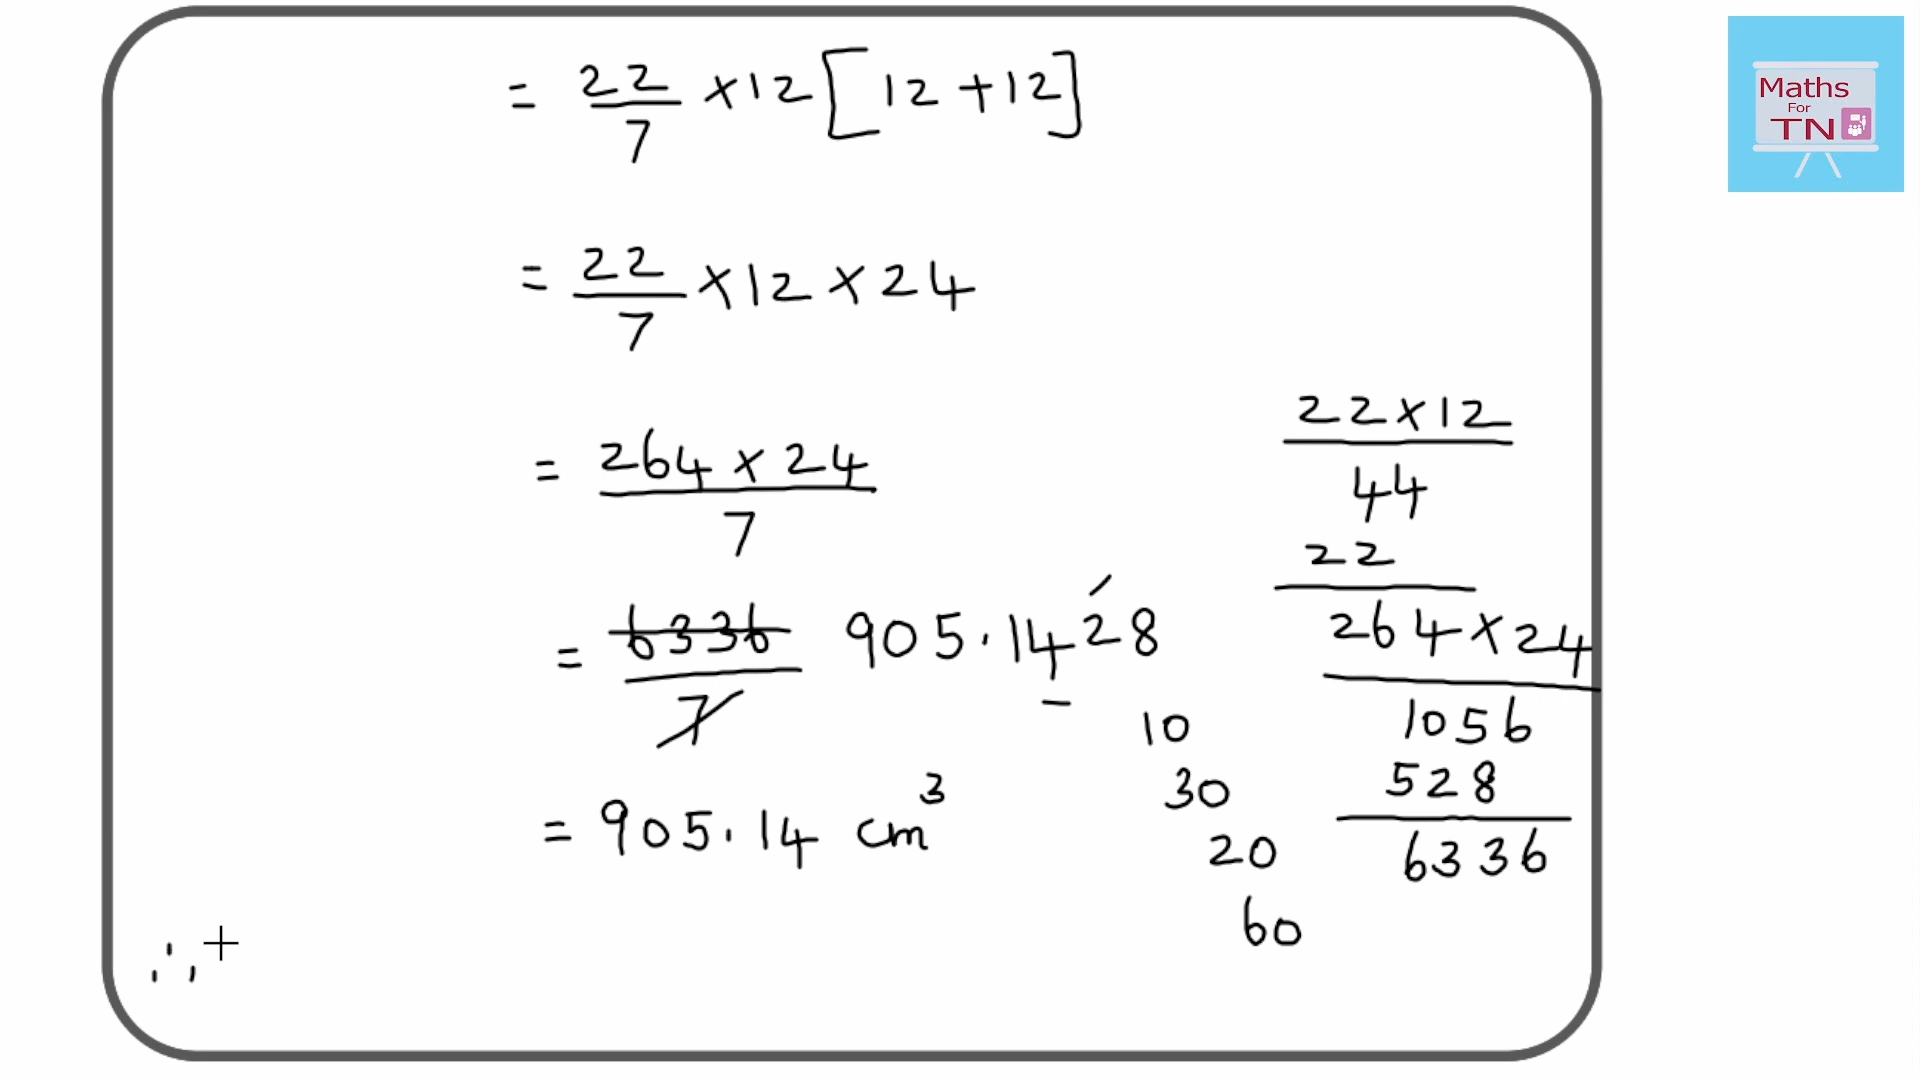 = 22/7 ×12 [12 +12]
= 22/7 ×12 × 24
= 264 × 24 / 7
= 6336/7 905.1428
= 905.14 cm³
∴
22×12
44
22
264×24
1056
528
6336
10
30
20
60
Maths
For
TN